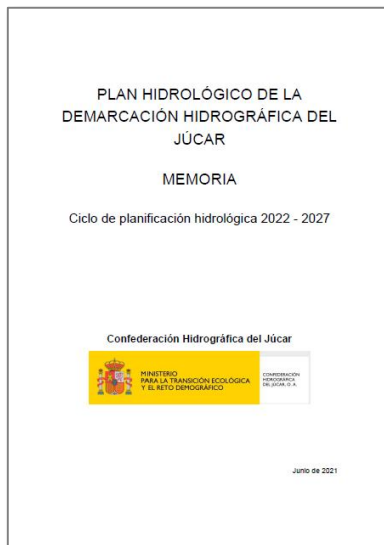 PLAN HIDROLÓGICO DE LA
DEMARCACIÓN HIDROGRÁFICA DEL
JÚCAR
MEMORIA
Ciclo de planificación hidrológica 2022 - 2027
Confederación Hidrográfica del Júcar
MINISTERIO
PARA LA TRANSICIÓN ECOLÓGICA
Y EL RETO DEMOGRÁFICO
CONFEDERACIÓN
HIDROGRÁFICA
DEL JÚCAR, O. A.
Junio de 2021